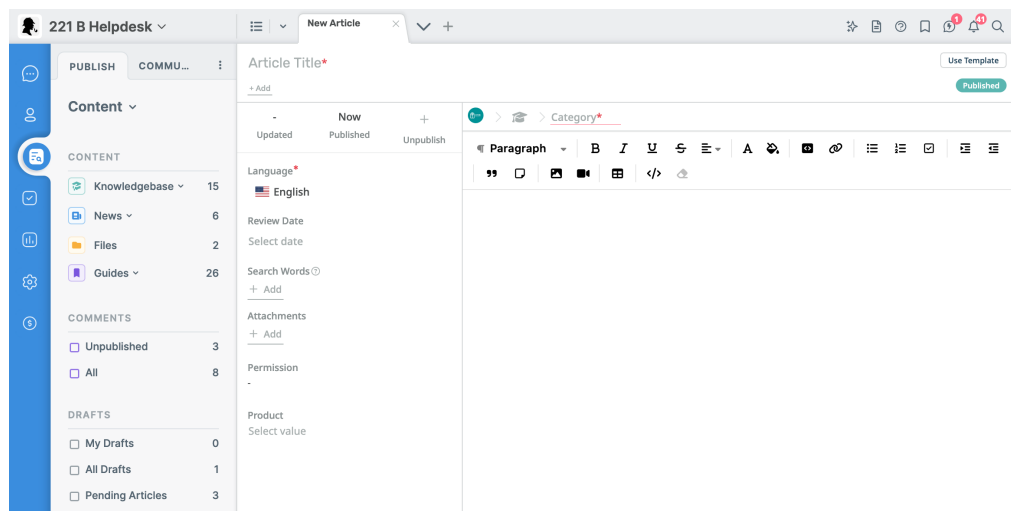 221 B Helpdesk
New Article
1
41
PUBLISH
COMMU...
Content
CONTENT
Knowledgebase 15
News 6
Files 2
Guides 26
COMMENTS
Unpublished 3
All 8
DRAFTS
My Drafts 0
All Drafts 1
Pending Articles 3
Article Title*
+ Add
Use Template
Published
- Now +
Updated Published Unpublish
Language*
English
Review Date
Select date
Search Words
+ Add
Attachments
+ Add
Permission
-
Product
Select value
Category*
Paragraph B I U S A
</>